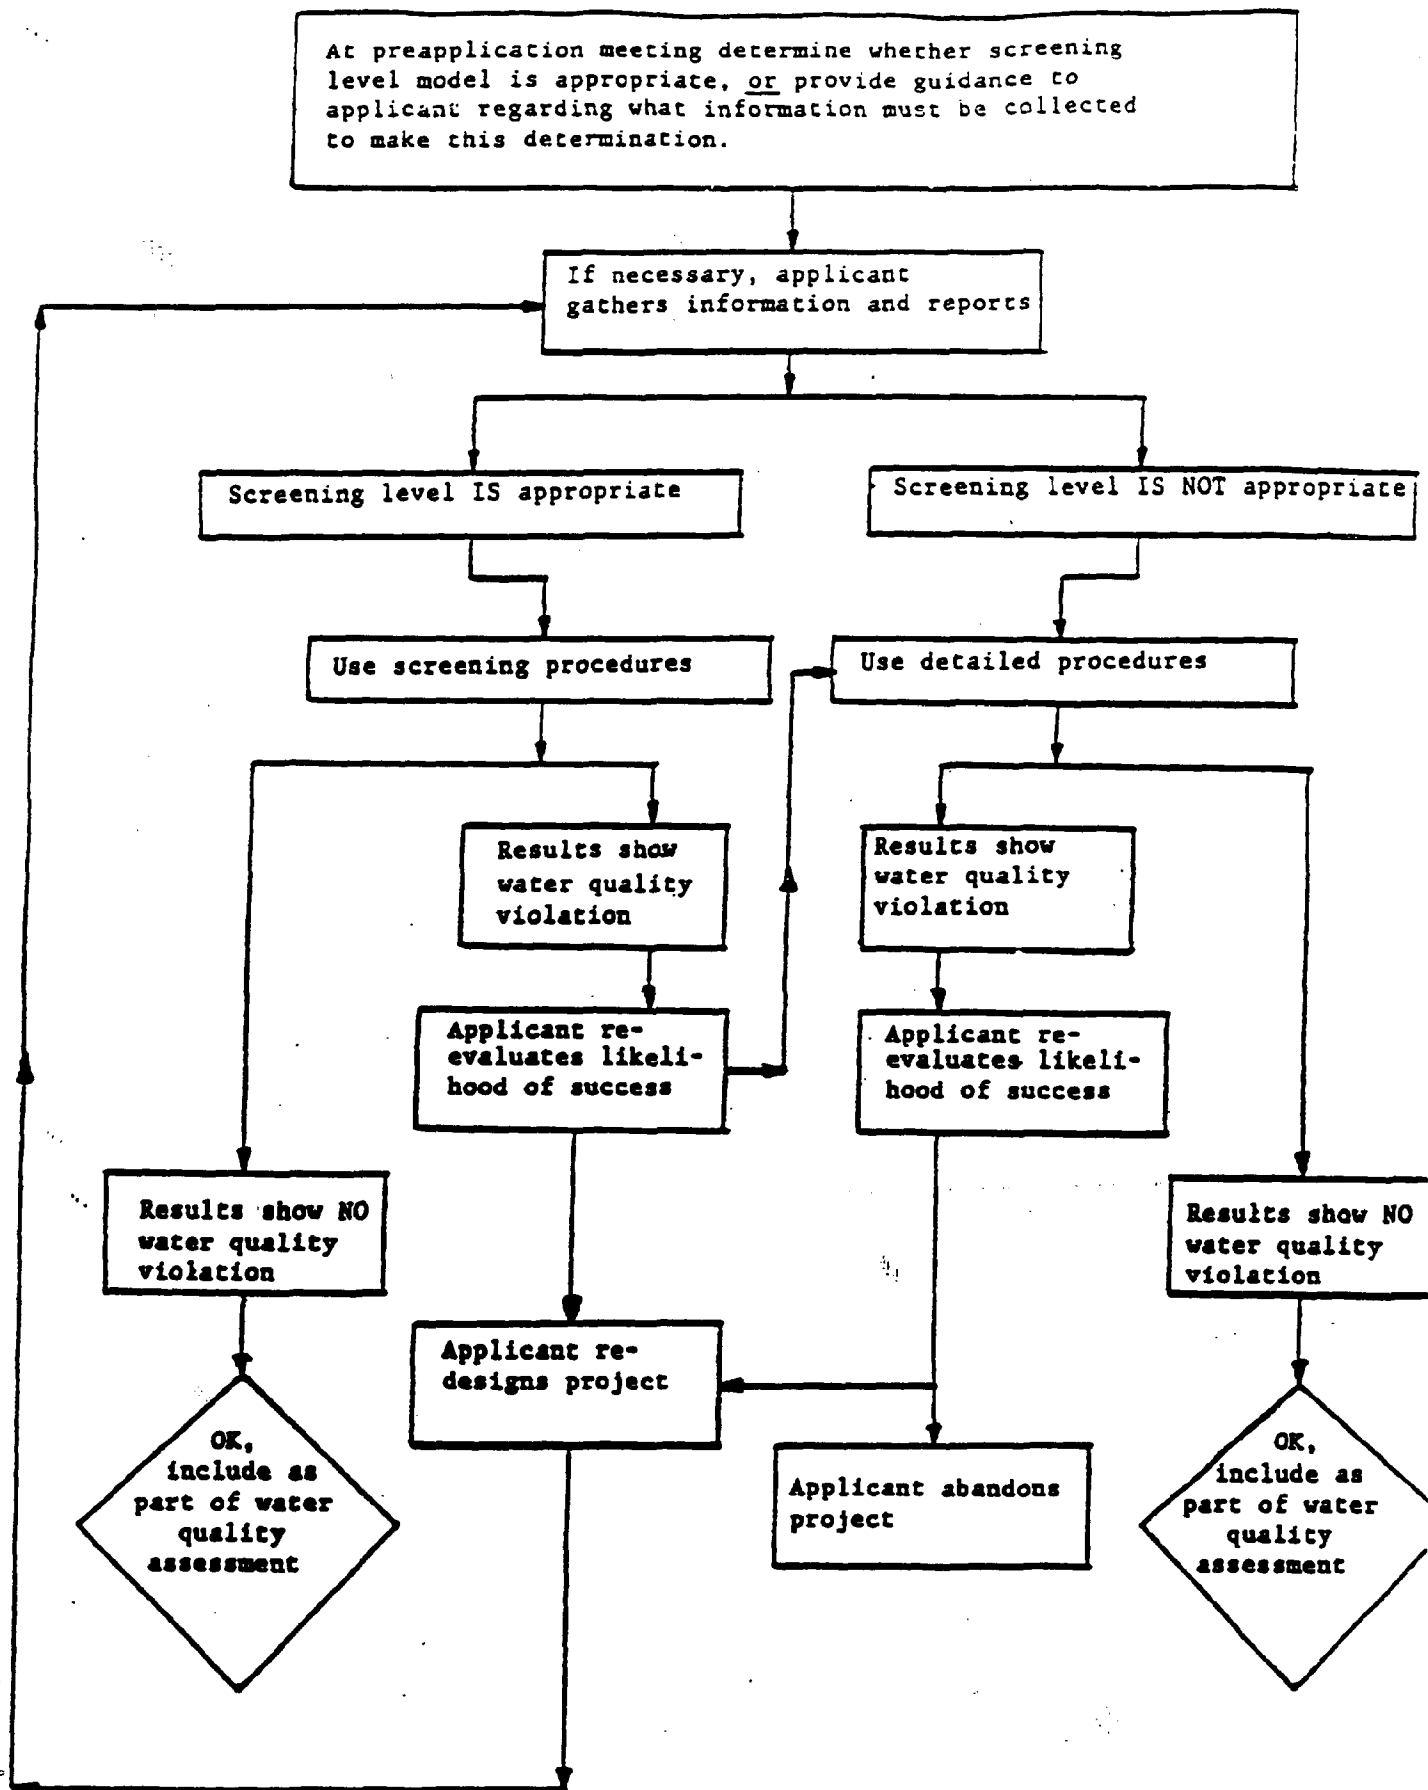 At preapplication meeting determine whether screening
level model is appropriate, or provide guidance to
applicant regarding what information must be collected
to make this determination.
If necessary, applicant
gathers information and reports
Screening level IS appropriate
Screening level IS NOT appropriate
Use screening procedures
Use detailed procedures
Results show
water quality
violation
Results show
water quality
violation
Applicant re-
evaluates likeli-
hood of success
Applicant re-
evaluates likeli-
hood of success
Results show NO
water quality
violation
Results show NO
water quality
violation
Applicant re-
designs project
OK,
include as
part of water
quality
assessment
Applicant abandons
project
OK,
include as
part of water
quality
assessment